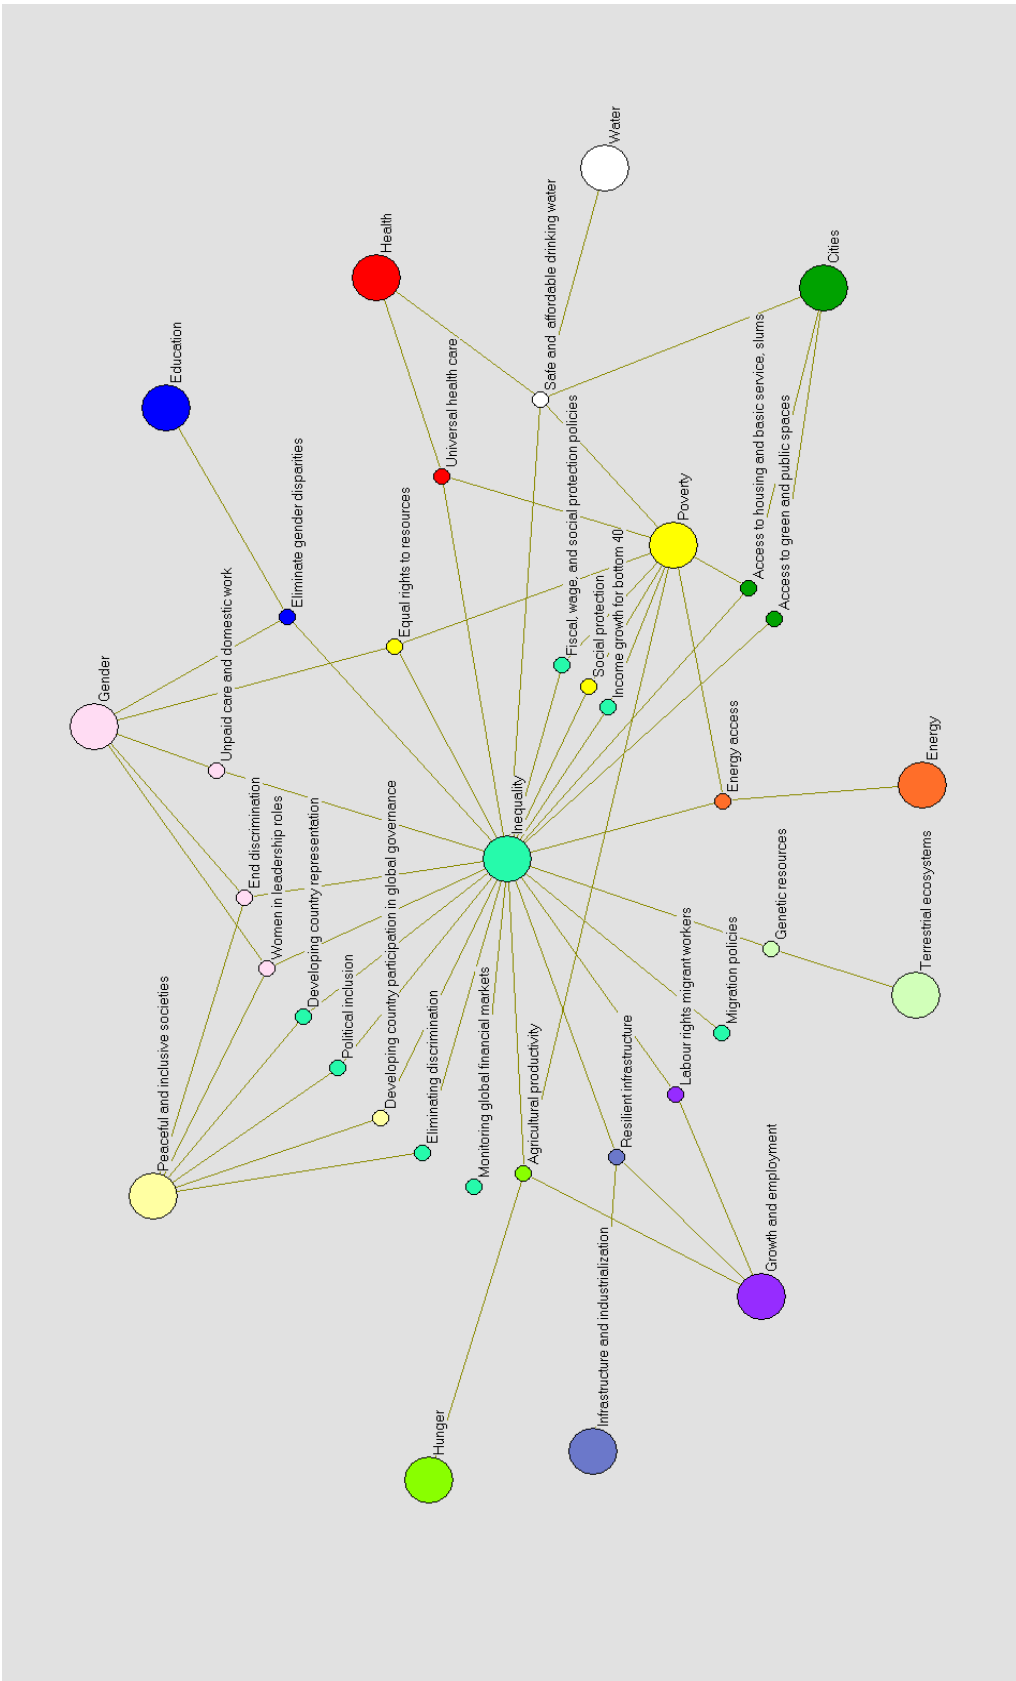 Water
Health
Safe and  affordable drinking water
Cities
Education
Universal health care
Access to housing and basic service, slums
Fiscal, wage, and social protection policies
Access to green and public spaces
Eliminate gender disparities
Equal rights to resources
Poverty
Unpaid care and domestic work
Social protection
Income growth for bottom 40
Gender
End discrimination
Women in leadership roles
Developing country representation
Developing country participation in global governance
Inequality
Energy access
Energy
Genetic resources
Terrestrial ecosystems
Peaceful and inclusive societies
Political inclusion
Eliminating discrimination
Monitoring global financial markets
Agricultural productivity
Resilient infrastructure
Labour rights migrant workers
Migration policies
Growth and employment
Infrastructure and industrialization
Hunger